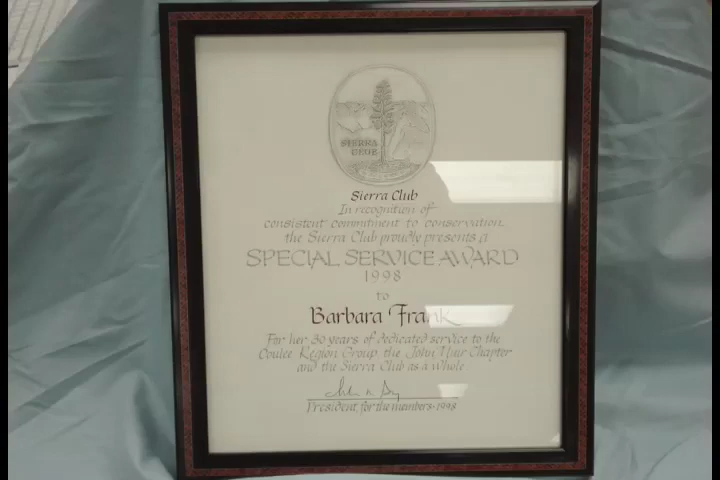 SIERRA
CLUB
Sierra Club
In recognition of
consistent commitment to conservation
the Sierra Club proudly presents a
SPECIAL SERVICE AWARD
1998
to
Barbara Frank
For her 30 years of dedicated service to the
Coulee Region Group, the John Muir Chapter
and the Sierra Club as a whole
President, for the members·1998